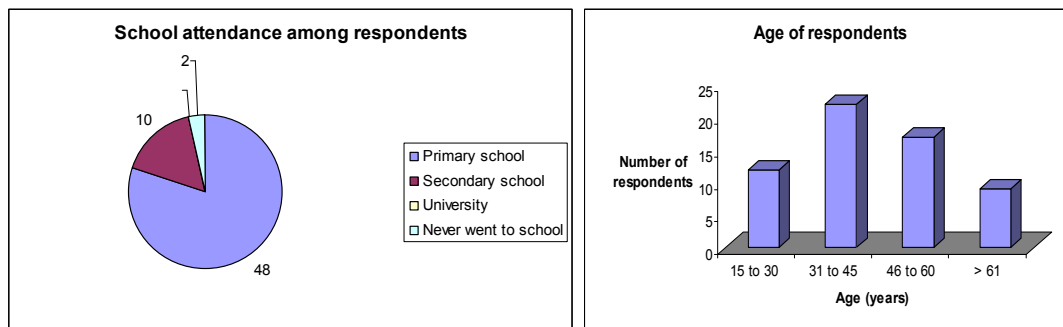 School attendance among respondents
2
10
48
Primary school
Secondary school
University
Never went to school
Age of respondents
Number of
respondents
25
20
15
10
5
0
15 to 30
31 to 45
46 to 60
> 61
Age (years)